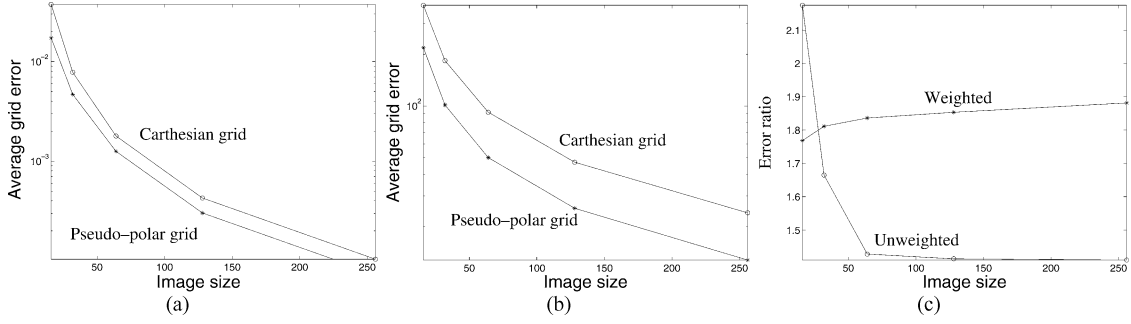 Average grid error
10^-2
10^-3
Carthesian grid
Pseudo-polar grid
50 100 150 200 250
Image size
(a)
Average grid error
10^2
Carthesian grid
Pseudo-polar grid
50 100 150 200 250
Image size
(b)
Error ratio
2.1
2
1.9
1.8
1.7
1.6
1.5
Weighted
Unweighted
50 100 150 200 250
Image size
(c)